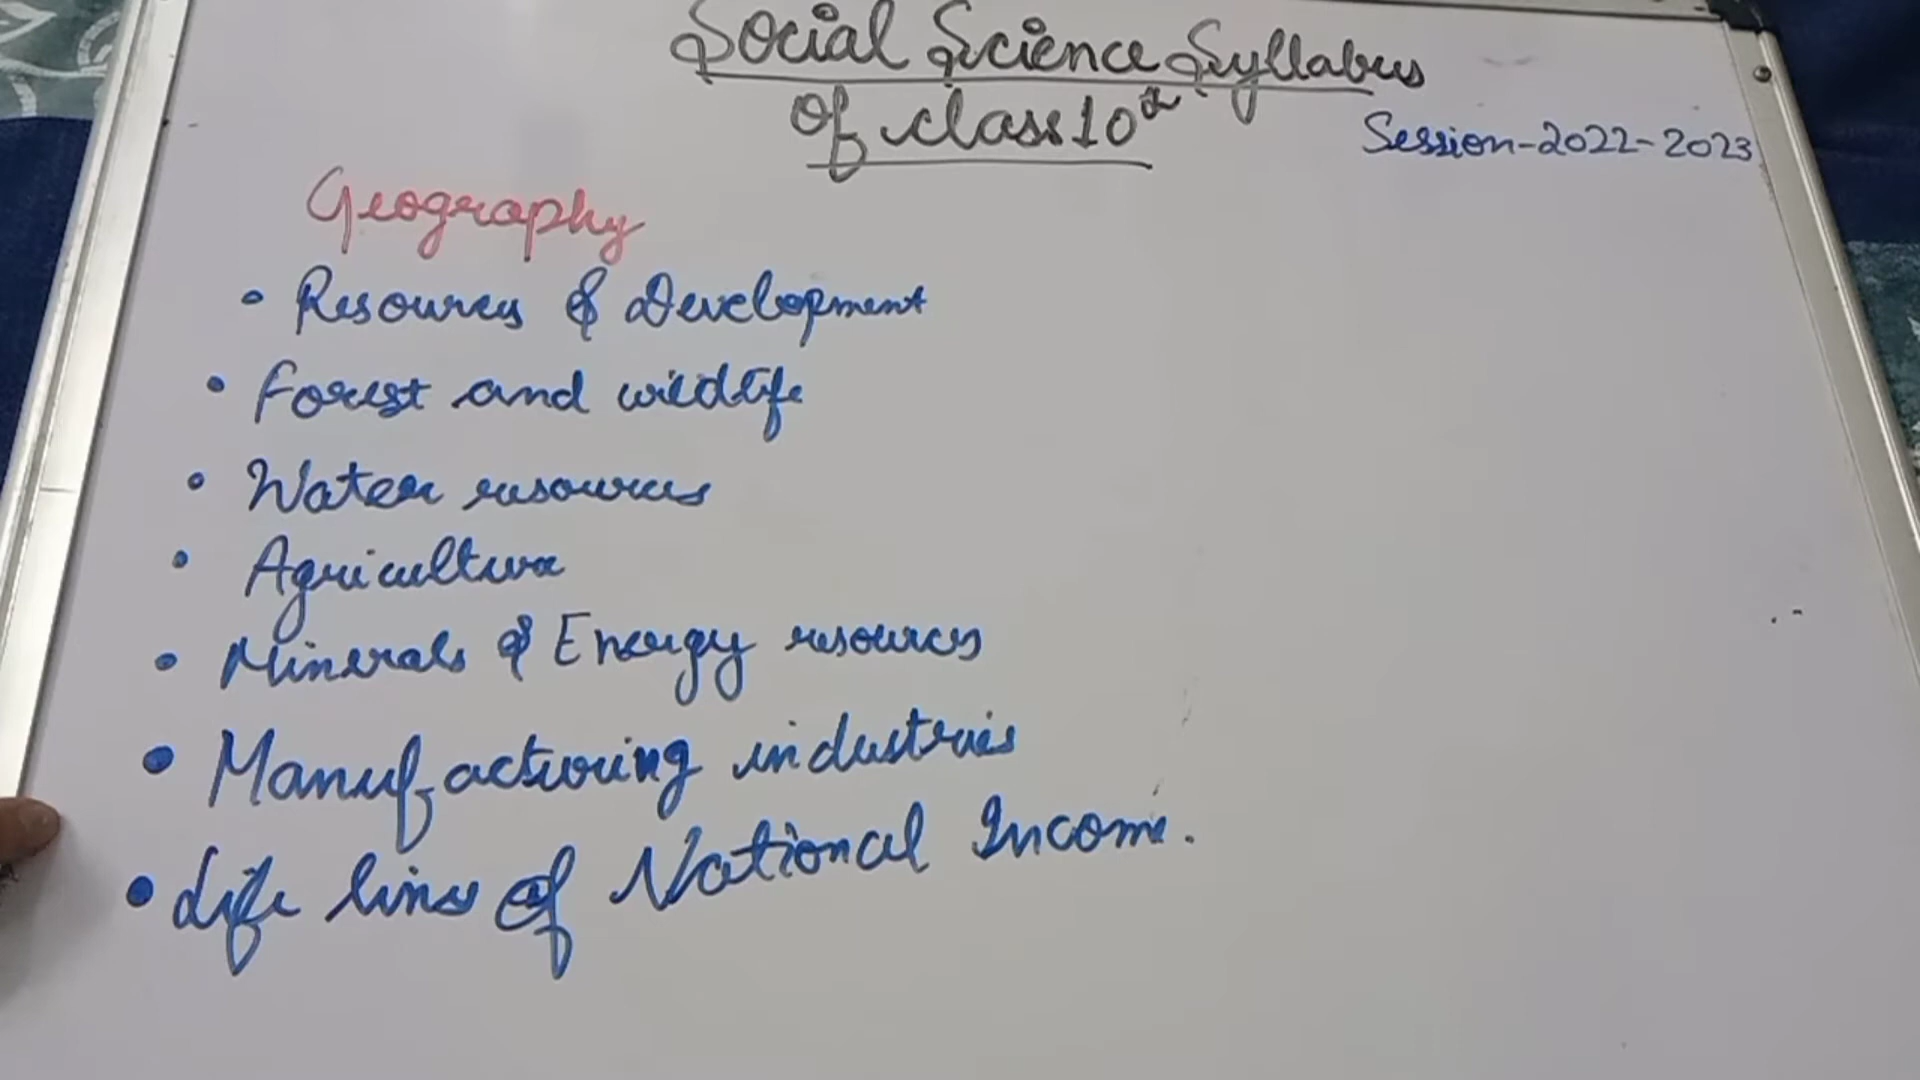 Social Science Syllabus
of class 10th
Session-2022-2023
Geography
• Resources & Development
• Forest and wildlife
• Water resources
• Agriculture
• Minerals & Energy resources
• Manufacturing industries
• Life lines of National Income.